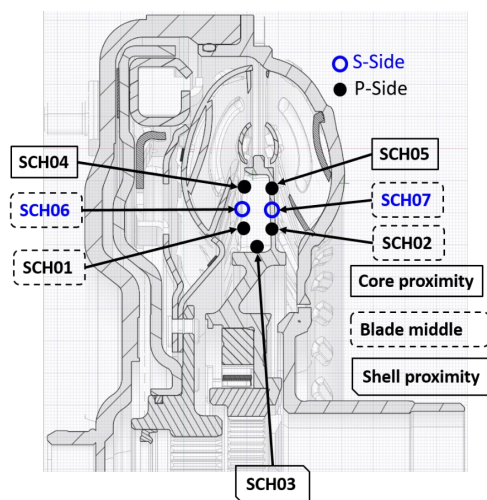 S-Side
P-Side
SCH04
SCH05
SCH06
SCH07
SCH01
SCH02
Core proximity
Blade middle
Shell proximity
SCH03